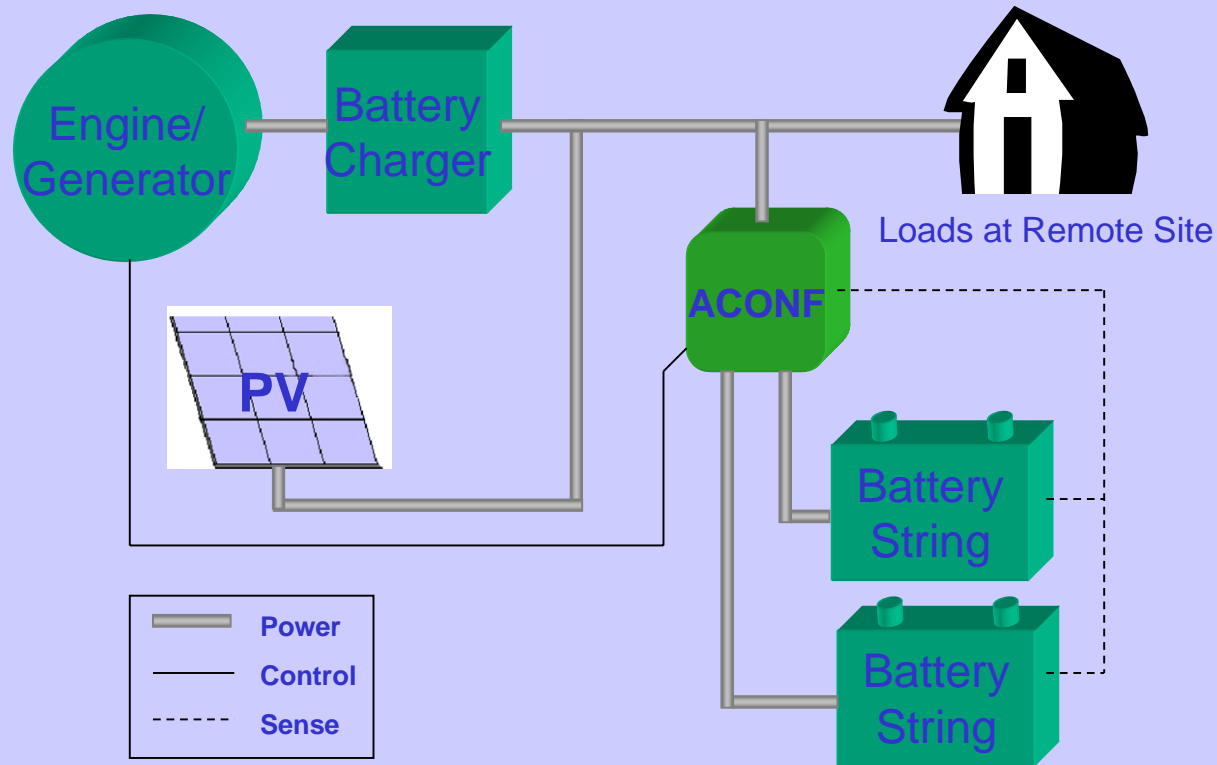 Engine/
Generator
Battery
Charger
Loads at Remote Site
ACONF
PV
Battery
String
Battery
String
Power
Control
Sense